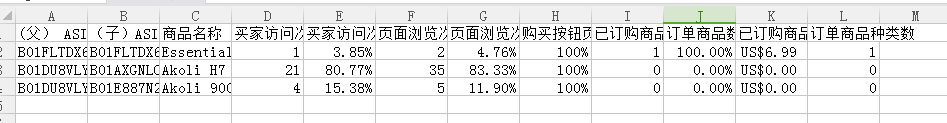 A B C D E F G H I J K L M
(父) ASI (子)ASIN 商品名称 买家访问次 买家访问次 页面浏览次 页面浏览次 购买按钮页 已订购商品 订单商品数 已订购商品 订单商品种类数
2 B01FLTDX6 B01FLTDX6 Essential 1 3.85% 2 4.76% 100% 1 100.00% US$6.99 1
3 B01DU8VLY B01AXGNLC Akoli H7 21 80.77% 35 83.33% 100% 0 0.00% US$0.00 0
4 B01DU8VLY B01E887N2 Akoli 900 4 15.38% 5 11.90% 100% 0 0.00% US$0.00 0